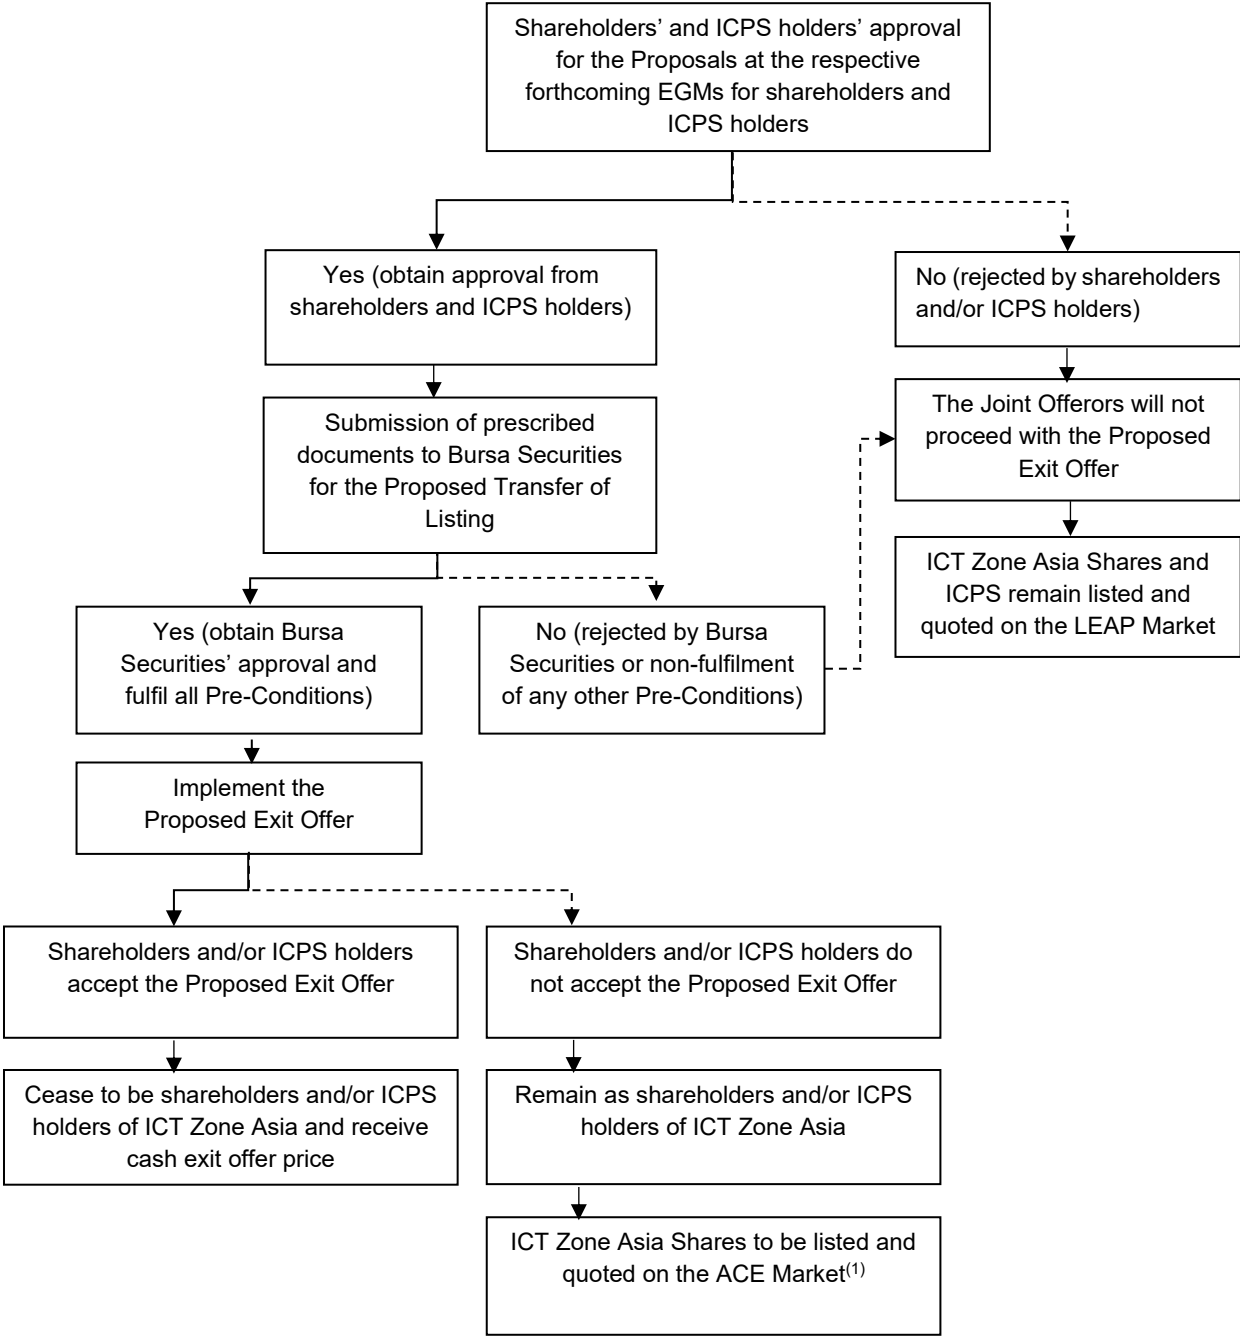 Shareholders’ and ICPS holders’ approval
for the Proposals at the respective
forthcoming EGMs for shareholders and
ICPS holders
Yes (obtain approval from
shareholders and ICPS holders)
No (rejected by shareholders
and/or ICPS holders)
Submission of prescribed
documents to Bursa Securities
for the Proposed Transfer of
Listing
The Joint Offerors will not
proceed with the Proposed
Exit Offer
ICT Zone Asia Shares and
ICPS remain listed and
quoted on the LEAP Market
Yes (obtain Bursa
Securities’ approval and
fulfil all Pre-Conditions)
No (rejected by Bursa
Securities or non-fulfilment
of any other Pre-Conditions)
Implement the
Proposed Exit Offer
Shareholders and/or ICPS holders
accept the Proposed Exit Offer
Shareholders and/or ICPS holders do
not accept the Proposed Exit Offer
Cease to be shareholders and/or ICPS
holders of ICT Zone Asia and receive
cash exit offer price
Remain as shareholders and/or ICPS
holders of ICT Zone Asia
ICT Zone Asia Shares to be listed and
quoted on the ACE Market(1)